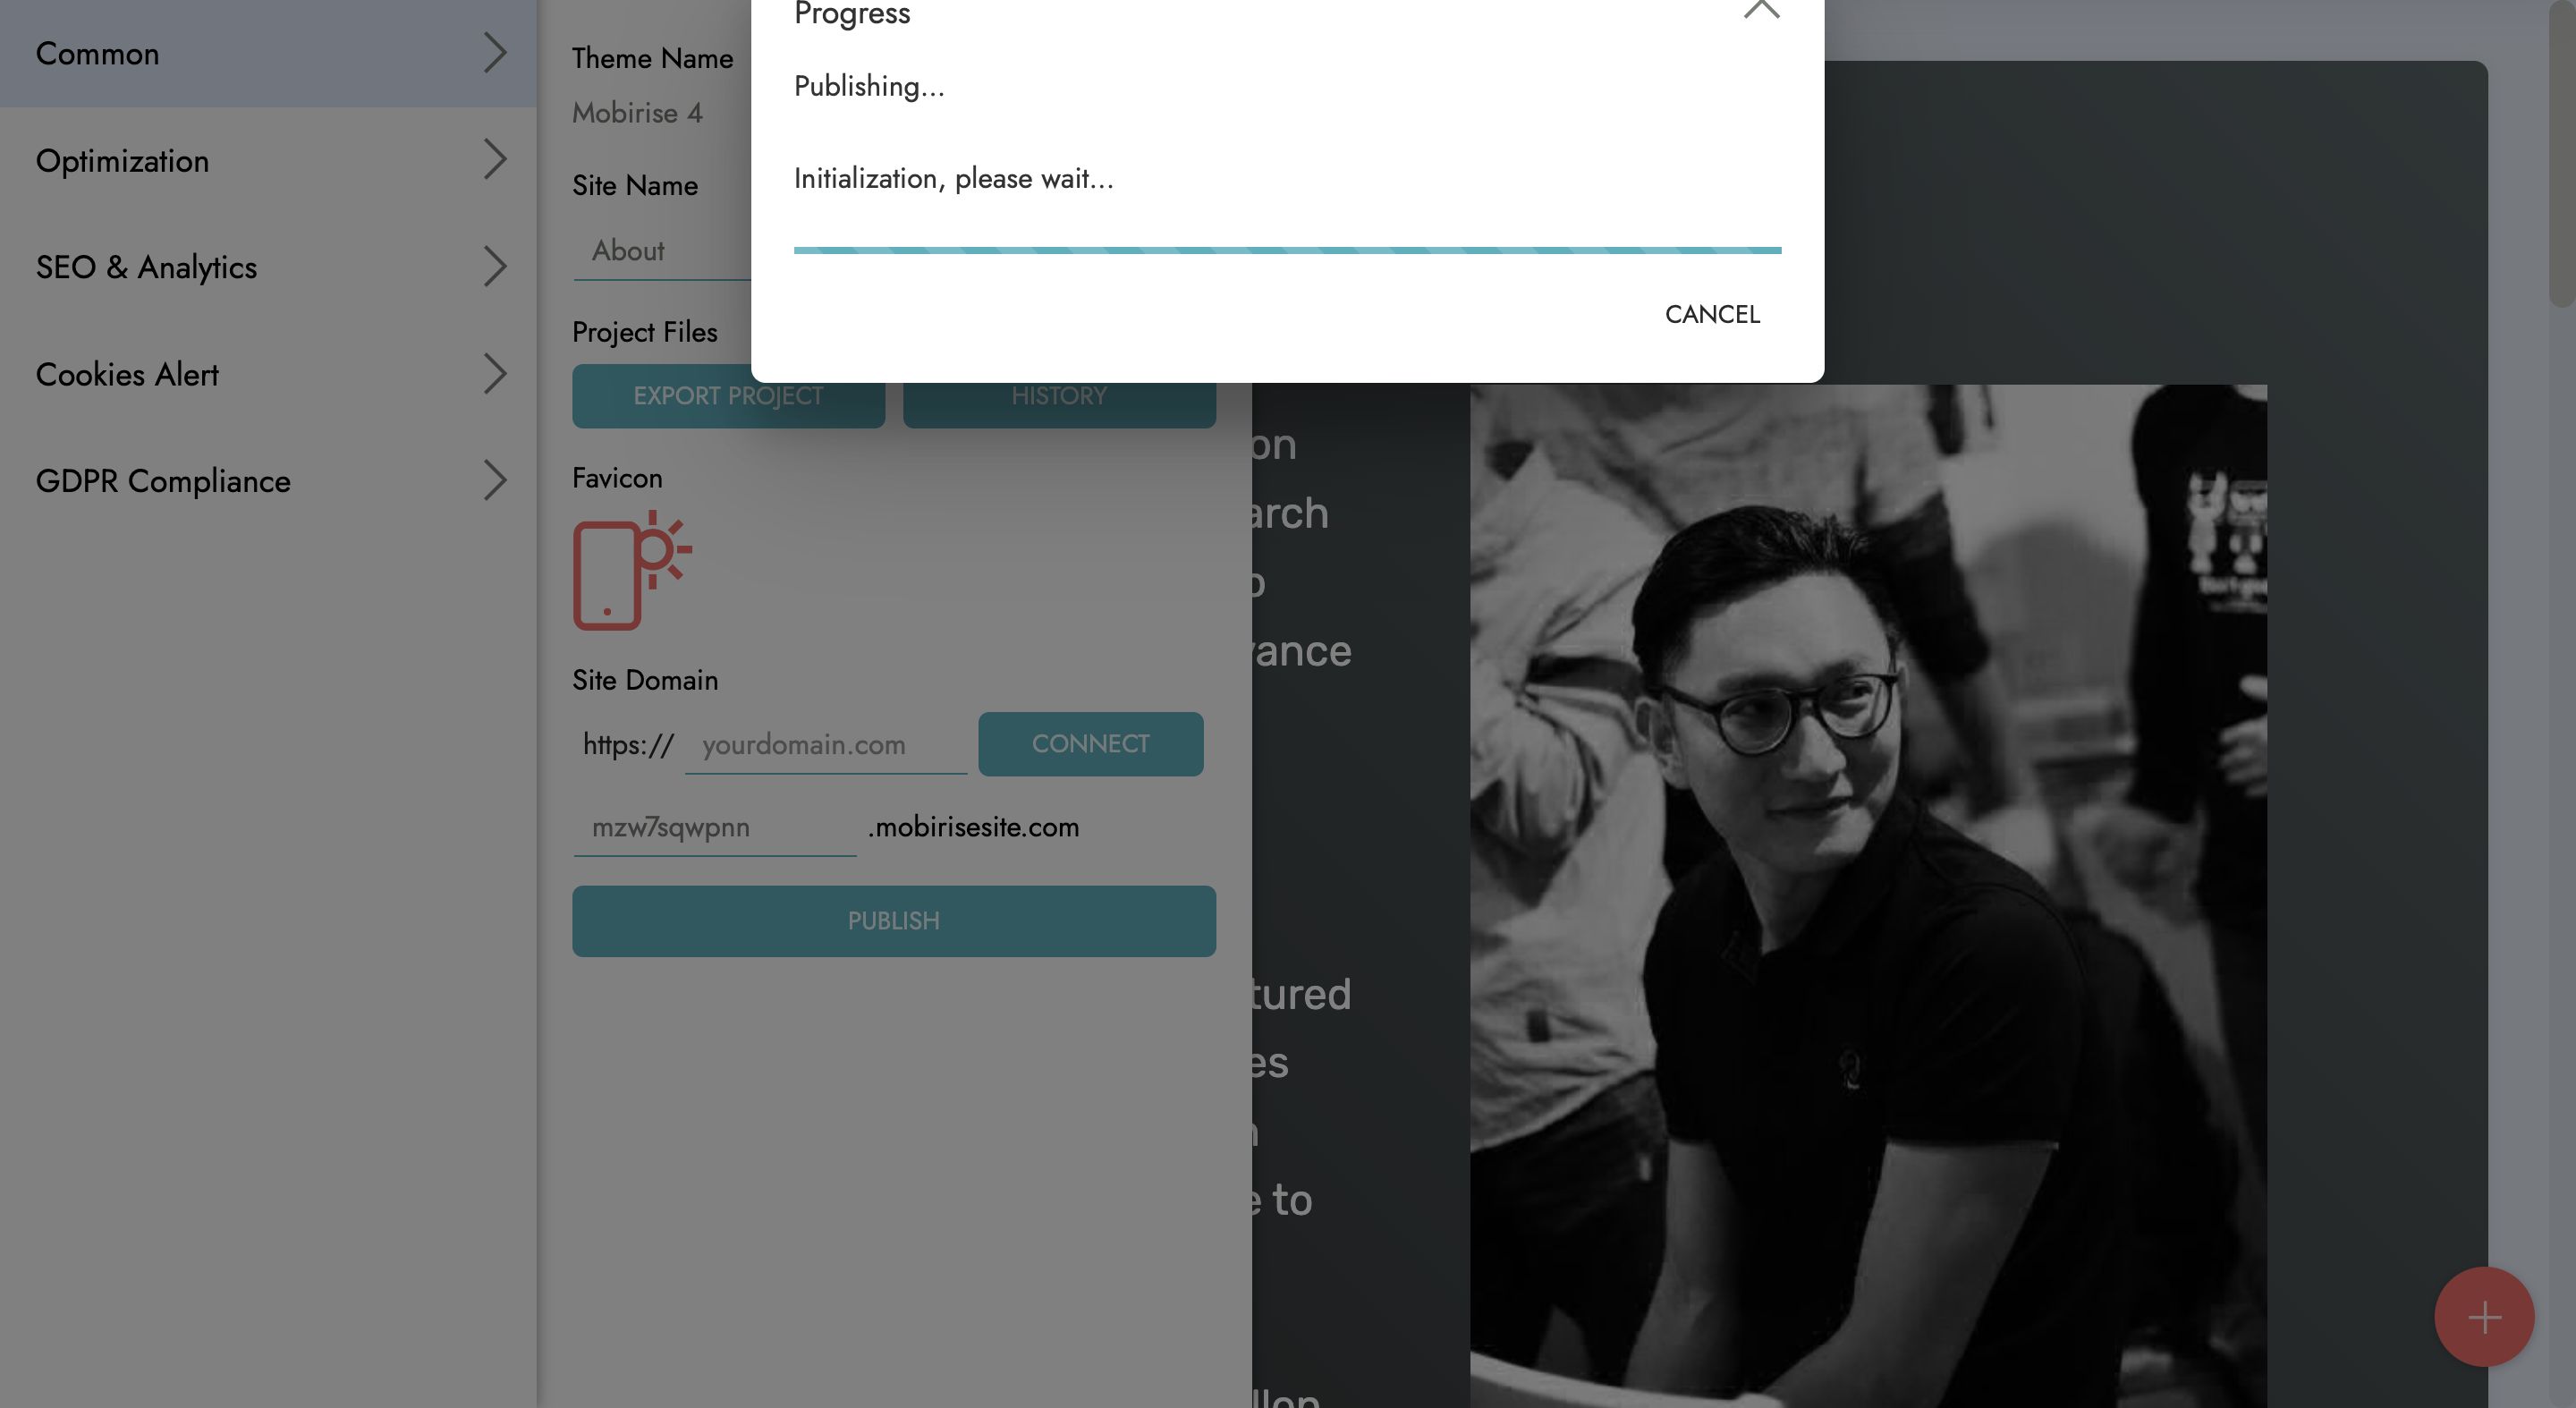 Common
Optimization
SEO & Analytics
Cookies Alert
GDPR Compliance
Theme Name
Mobirise 4
Site Name
About
Project Files
EXPORT PROJECT
HISTORY
Favicon
Site Domain
https://
yourdomain.com
CONNECT
mzw7sqwpnn
.mobirisesite.com
PUBLISH
Progress
Publishing...
Initialization, please wait...
CANCEL
on
arch
vance
tured
es
e to